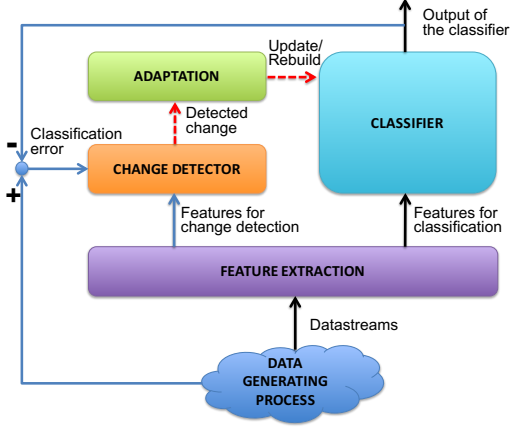 Output of
the classifier
Update/
Rebuild
ADAPTATION
Detected
change
CLASSIFIER
-
Classification
error
+
CHANGE DETECTOR
Features for
change detection
Features for
classification
FEATURE EXTRACTION
Datastreams
DATA
GENERATING
PROCESS